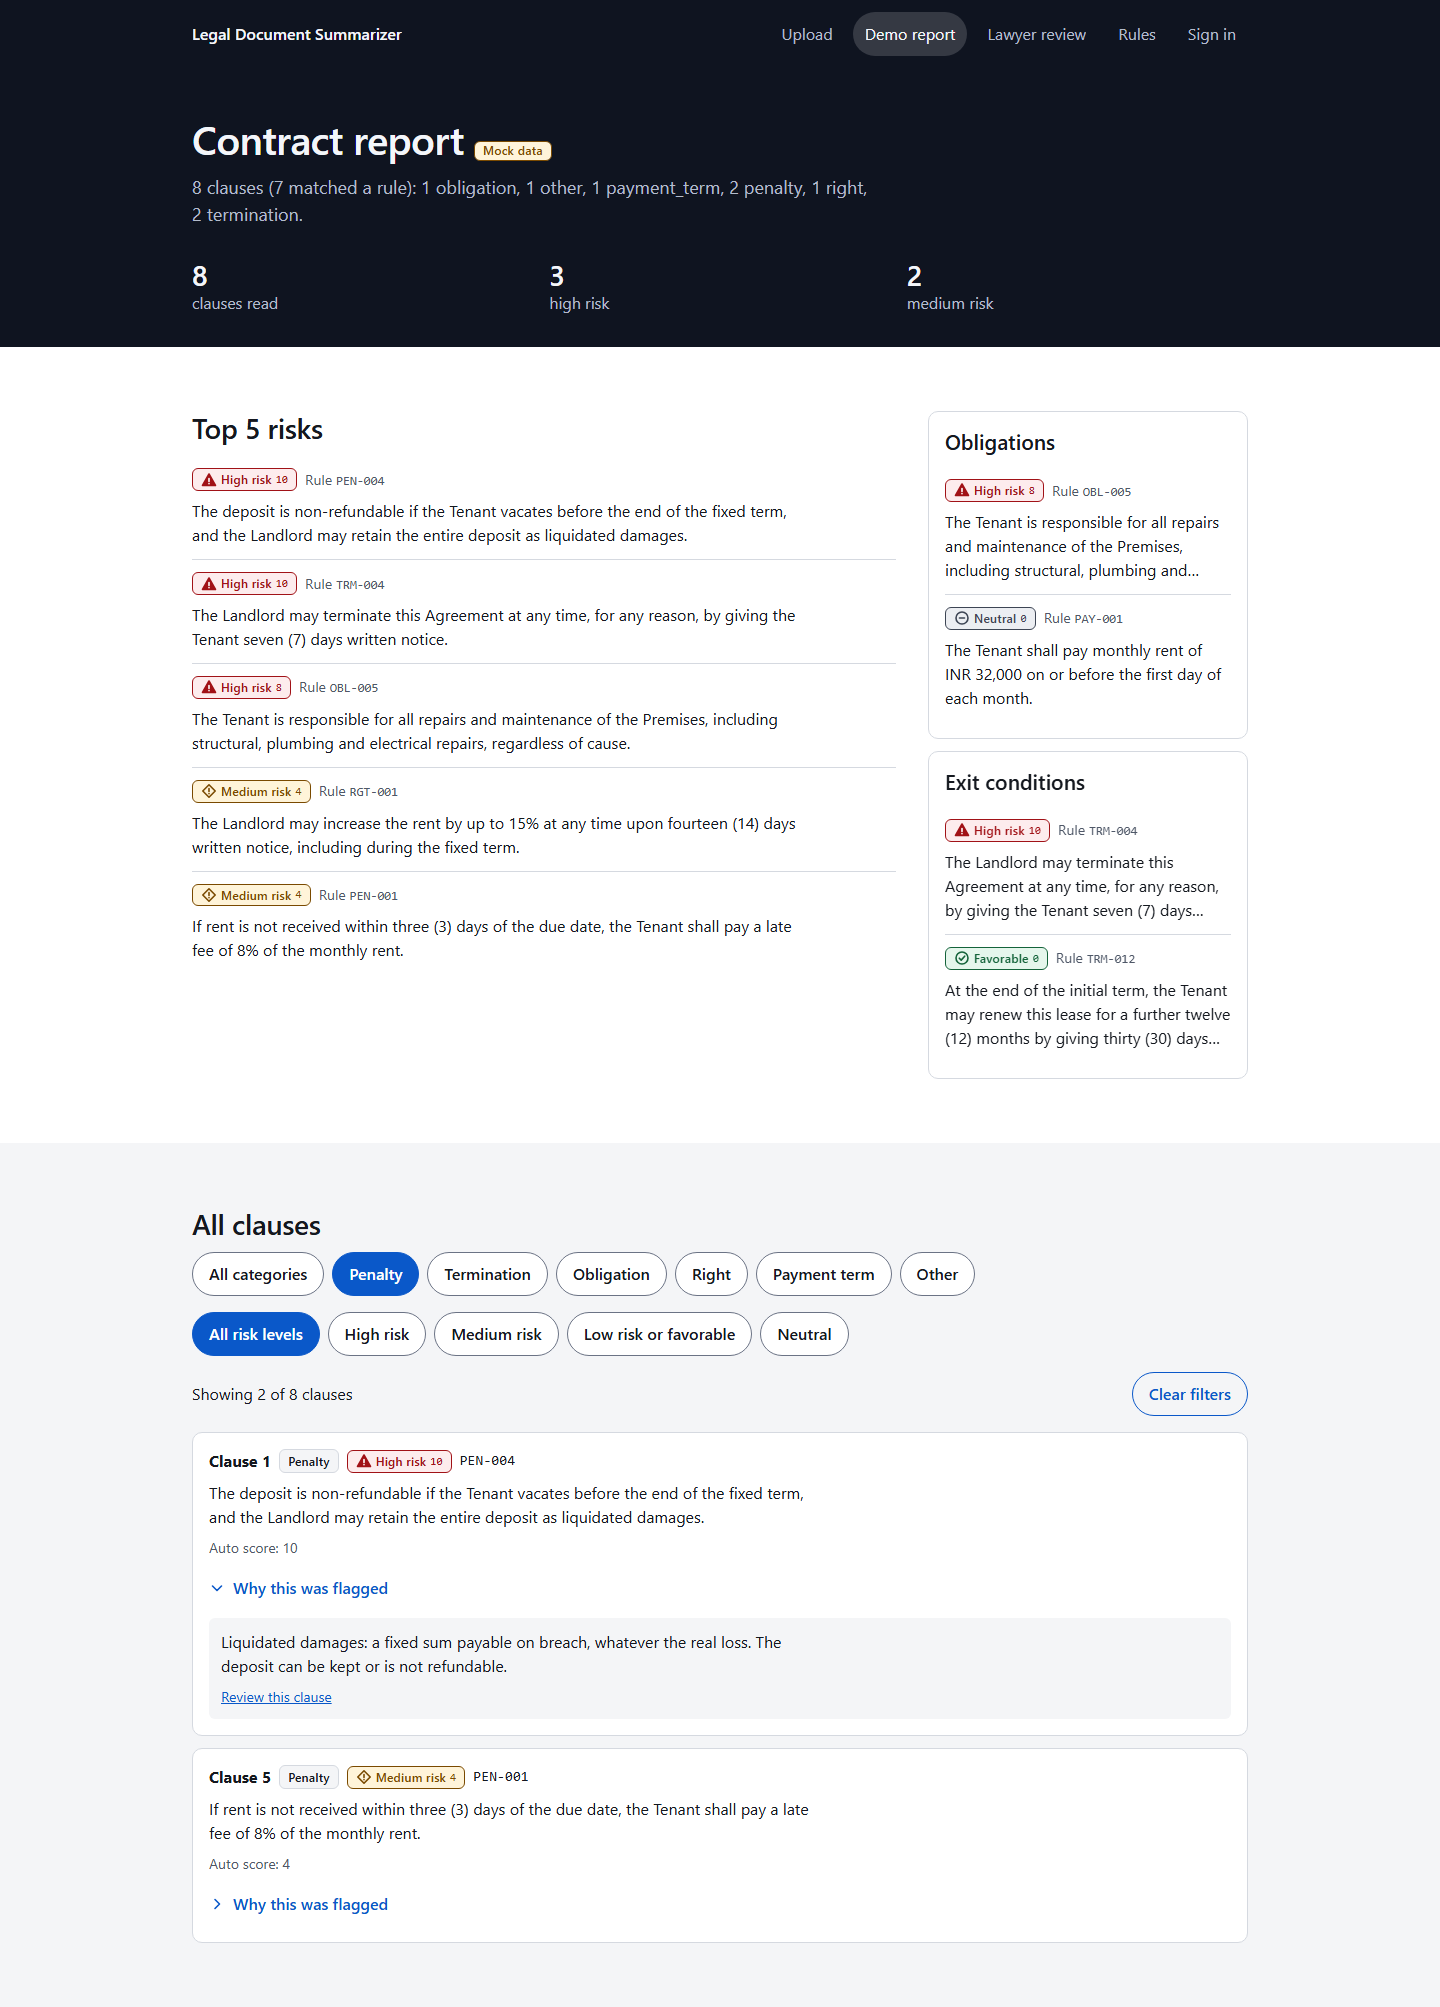 Legal Document Summarizer
Upload
Demo report
Lawyer review
Rules
Sign in
Contract report
Mock data
8 clauses (7 matched a rule): 1 obligation, 1 other, 1 payment_term, 2 penalty, 1 right,
2 termination.
8
clauses read
3
high risk
2
medium risk
Top 5 risks
High risk 10 Rule PEN-004
The deposit is non-refundable if the Tenant vacates before the end of the fixed term,
and the Landlord may retain the entire deposit as liquidated damages.
High risk 10 Rule TRM-004
The Landlord may terminate this Agreement at any time, for any reason, by giving the
Tenant seven (7) days written notice.
High risk 8 Rule OBL-005
The Tenant is responsible for all repairs and maintenance of the Premises, including
structural, plumbing and electrical repairs, regardless of cause.
Medium risk 4 Rule RGT-001
The Landlord may increase the rent by up to 15% at any time upon fourteen (14) days
written notice, including during the fixed term.
Medium risk 4 Rule PEN-001
If rent is not received within three (3) days of the due date, the Tenant shall pay a late
fee of 8% of the monthly rent.
Obligations
High risk 8 Rule OBL-005
The Tenant is responsible for all repairs
and maintenance of the Premises,
including structural, plumbing and...
Neutral 0 Rule PAY-001
The Tenant shall pay monthly rent of
INR 32,000 on or before the first day of
each month.
Exit conditions
High risk 10 Rule TRM-004
The Landlord may terminate this
Agreement at any time, for any reason,
by giving the Tenant seven (7) days...
Favorable 0 Rule TRM-012
At the end of the initial term, the Tenant
may renew this lease for a further twelve
(12) months by giving thirty (30) days...
All clauses
All categories
Penalty
Termination
Obligation
Right
Payment term
Other
All risk levels
High risk
Medium risk
Low risk or favorable
Neutral
Showing 2 of 8 clauses
Clear filters
Clause 1 Penalty High risk 10 PEN-004
The deposit is non-refundable if the Tenant vacates before the end of the fixed term,
and the Landlord may retain the entire deposit as liquidated damages.
Auto score: 10
Why this was flagged
Liquidated damages: a fixed sum payable on breach, whatever the real loss. The
deposit can be kept or is not refundable.
Review this clause
Clause 5 Penalty Medium risk 4 PEN-001
If rent is not received within three (3) days of the due date, the Tenant shall pay a late
fee of 8% of the monthly rent.
Auto score: 4
Why this was flagged